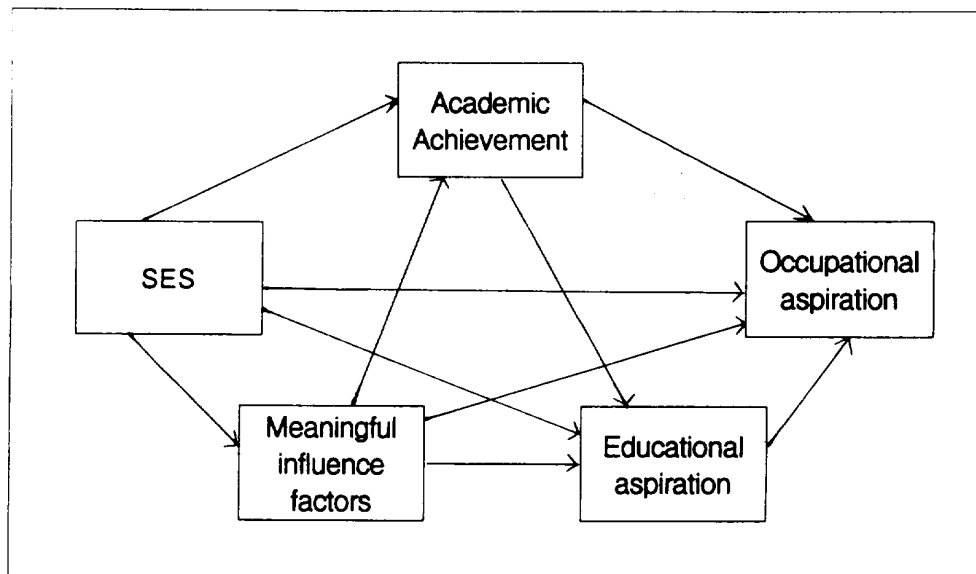 Academic
Achievement
SES
Occupational
aspiration
Meaningful
influence
factors
Educational
aspiration